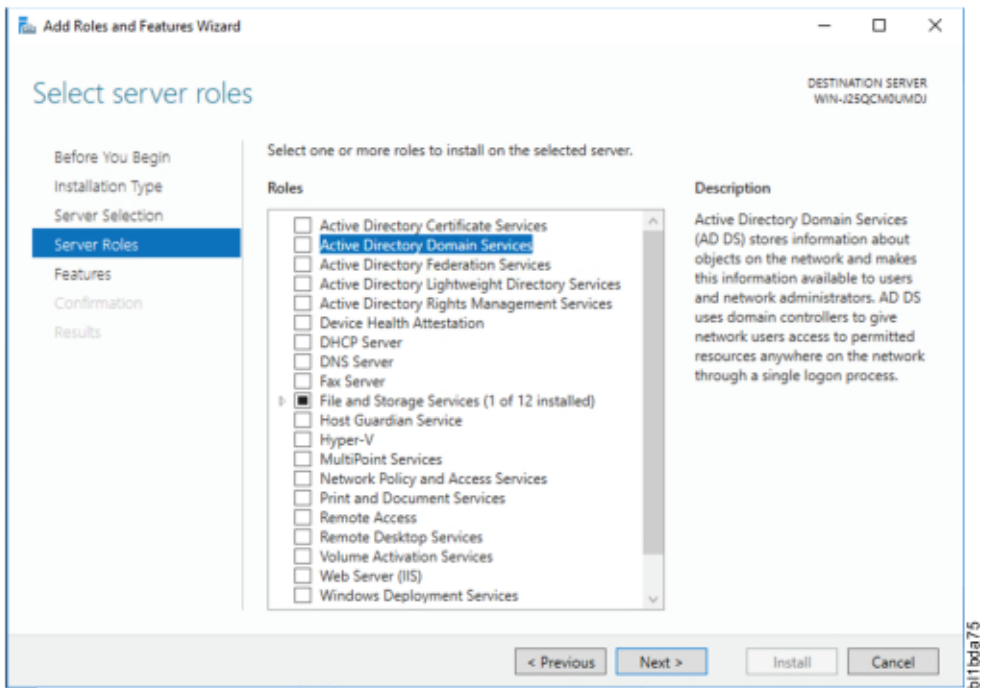 Add Roles and Features Wizard
Select server roles
DESTINATION SERVER
WIN-J25QCM0UMDJ
Before You Begin
Installation Type
Server Selection
Server Roles
Features
Confirmation
Results
Select one or more roles to install on the selected server.
Roles
Active Directory Certificate Services
Active Directory Domain Services
Active Directory Federation Services
Active Directory Lightweight Directory Services
Active Directory Rights Management Services
Device Health Attestation
DHCP Server
DNS Server
Fax Server
File and Storage Services (1 of 12 installed)
Host Guardian Service
Hyper-V
MultiPoint Services
Network Policy and Access Services
Print and Document Services
Remote Access
Remote Desktop Services
Volume Activation Services
Web Server (IIS)
Windows Deployment Services
Description
Active Directory Domain Services
(AD DS) stores information about
objects on the network and makes
this information available to users
and network administrators. AD DS
uses domain controllers to give
network users access to permitted
resources anywhere on the network
through a single logon process.
< Previous
Next >
Install
Cancel
bl1bda75